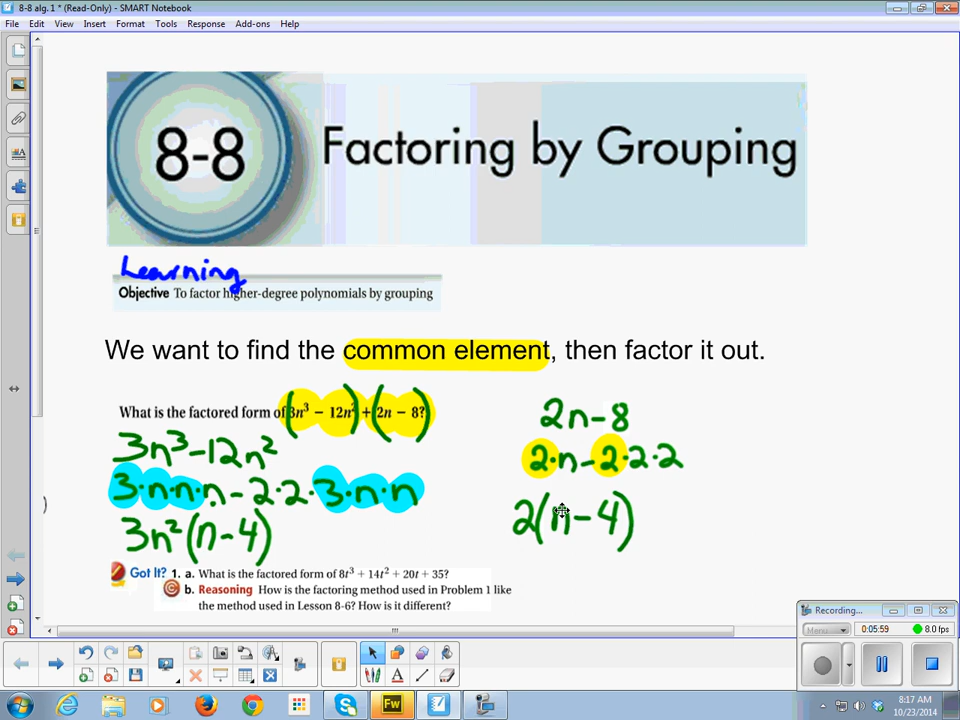 8-8 alg.1 * (Read-Only) - SMART Notebook
File Edit View Insert Format Tools Response Add-ons Help
8-8 Factoring by Grouping
Learning
Objective To factor higher-degree polynomials by grouping
We want to find the common element, then factor it out.
What is the factored form of (3n³ − 12n²) + (2n − 8)?
2n−8
3n³−12n²
2·n−2·2·2
3·n·n·n−2·2·3·n·n
3n²(n−4)
2(n−4)
)
Got It? 1. a. What is the factored form of 8t³ + 14t² + 20t + 35?
b. Reasoning How is the factoring method used in Problem 1 like
the method used in Lesson 8-6? How is it different?
Recording...
Menu 0:05:59 8.0 fps
A
Fw
8:17 AM
10/23/2014